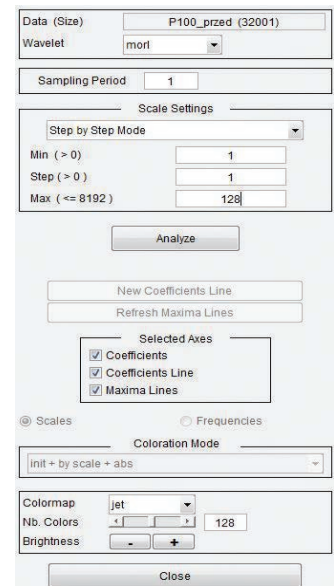 Data (Size) P100_przed (32001)
Wavelet morl
Sampling Period 1
Scale Settings
Step by Step Mode
Min ( > 0) 1
Step ( > 0 ) 1
Max ( <= 8192 ) 128
Analyze
New Coefficients Line
Refresh Maxima Lines
Selected Axes
Coefficients
Coefficients Line
Maxima Lines
Scales Frequencies
Coloration Mode
init + by scale + abs
Colormap jet
Nb. Colors 128
Brightness - +
Close